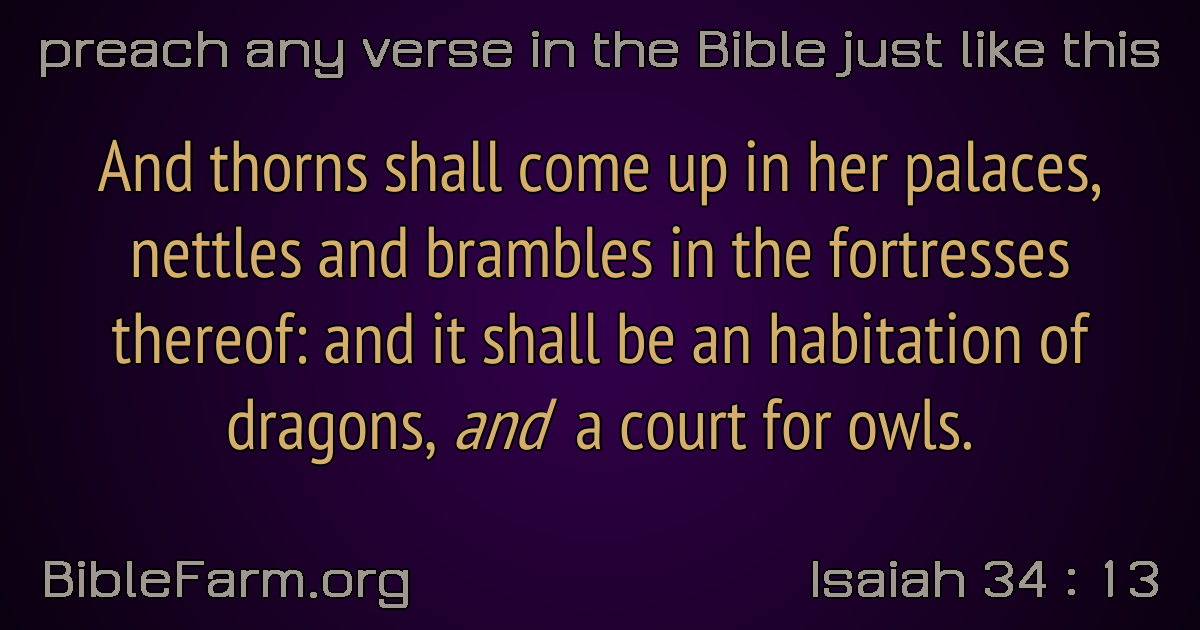 preach any verse in the Bible just like this
And thorns shall come up in her palaces,
nettles and brambles in the fortresses
thereof: and it shall be an habitation of
dragons, and a court for owls.
BibleFarm.org
Isaiah 34 : 13